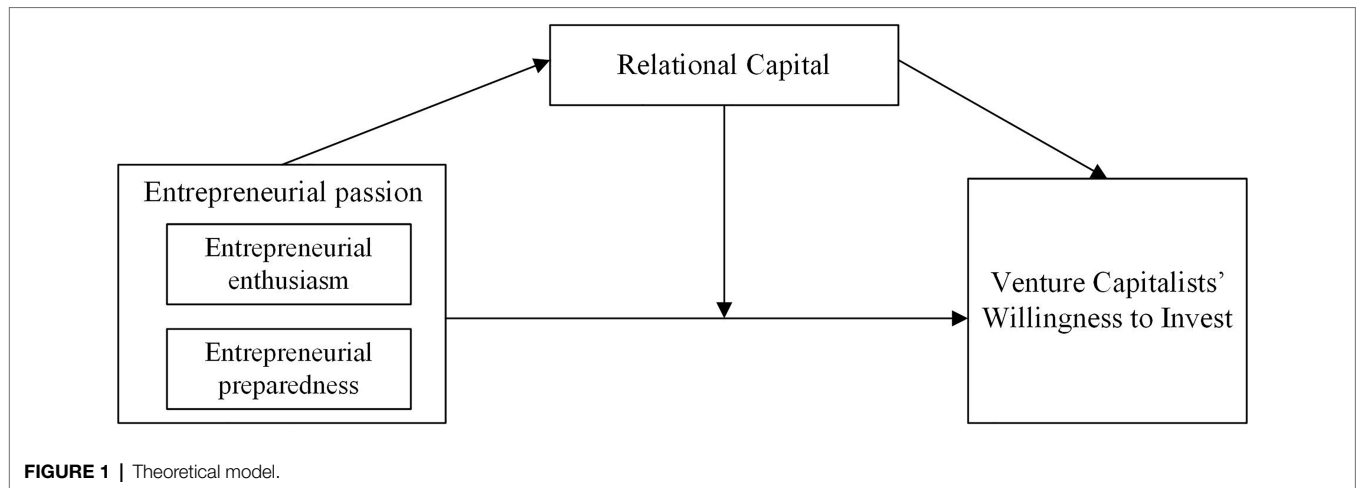 Relational Capital
Entrepreneurial passion
Entrepreneurial
enthusiasm
Entrepreneurial
preparedness
Venture Capitalists’
Willingness to Invest
FIGURE 1 | Theoretical model.